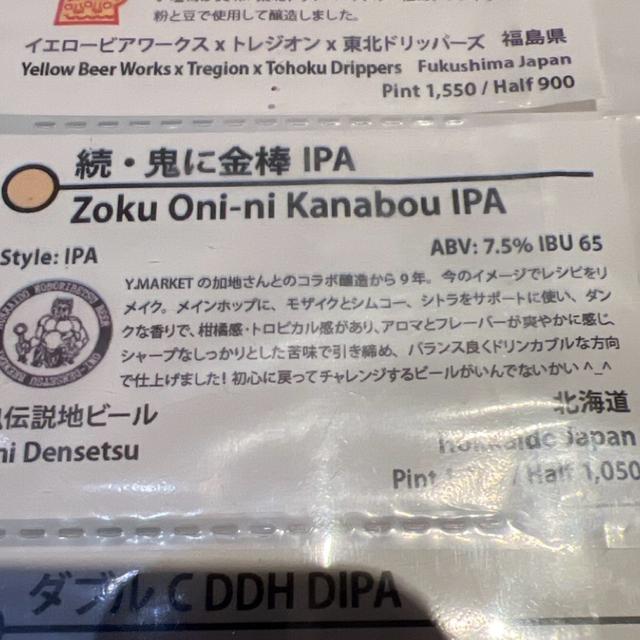 粉と豆で使用して醸造しました。
イエロービアワークス x トレジオン x 東北ドリッパーズ 福島県
Yellow Beer Works x Tregion x Tohoku Drippers Fukushima Japan
Pint 1,550 / Half 900
続・鬼に金棒 IPA
Zoku Oni-ni Kanabou IPA
Style: IPA
ABV: 7.5% IBU 65
Y.MARKET の加地さんとのコラボ醸造から９年。今のイメージでレシピをリ
メイク。メインホップに、モザイクとシムコー、シトラをサポートに使い、ダン
クな香りで、柑橘感・トロピカル感があり、アロマとフレーバーが爽やかに感じ、
シャープなしっかりとした苦味で引き締め、バランス良くドリンカブルな方向
で仕上げました！初心に戻ってチャレンジするビールがいんでないかい ^_^
伝説地ビール
北海道
ni Densetsu
Hokkaido Japan
Pint / Half 1,050
ダブル C DDH DIPA